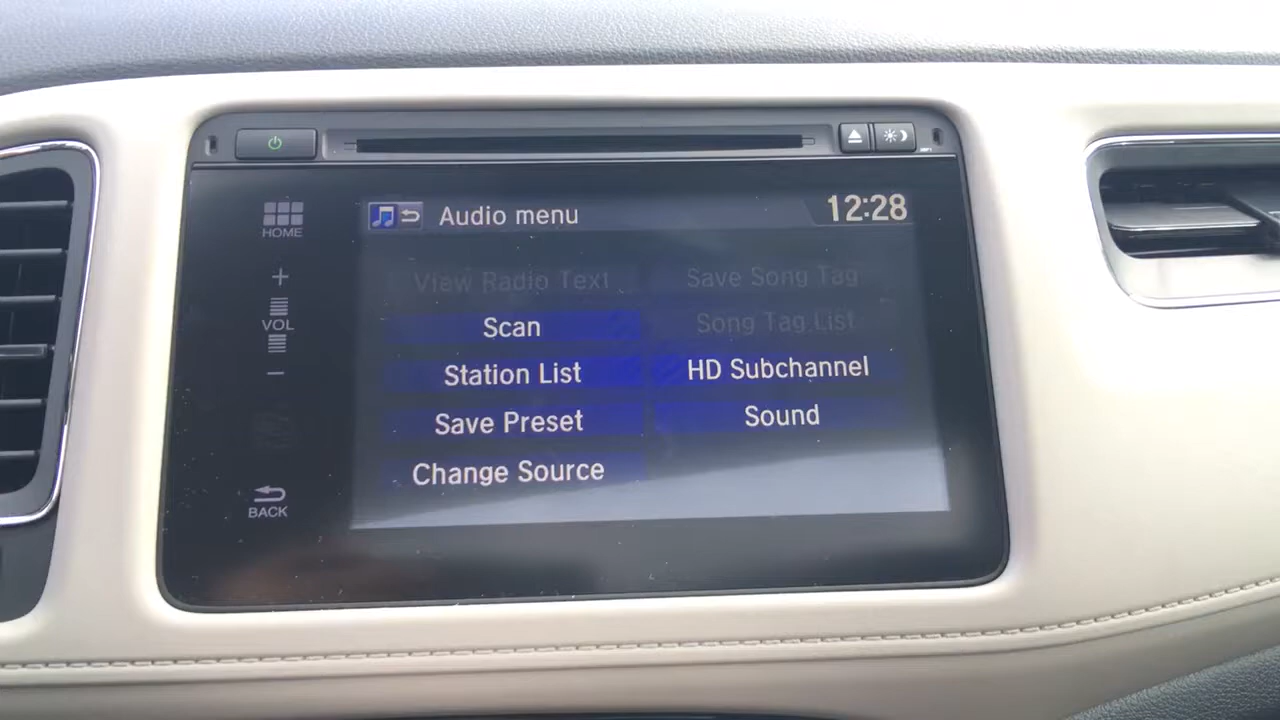 HOME
VOL
BACK
Audio menu
12:28
View Radio Text
Save Song Tag
Scan
Song Tag List
Station List
HD Subchannel
Save Preset
Sound
Change Source